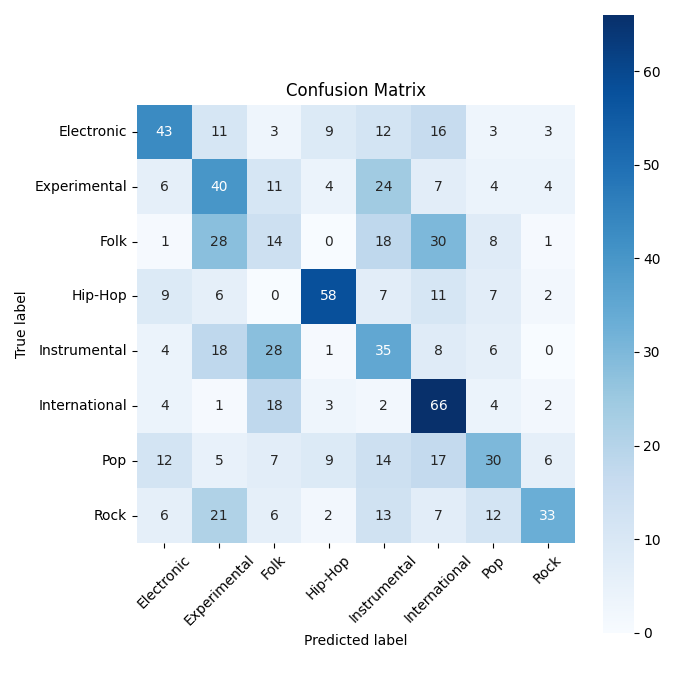 Confusion Matrix
Electronic 43 11 3 9 12 16 3 3
Experimental 6 40 11 4 24 7 4 4
Folk 1 28 14 0 18 30 8 1
Hip-Hop 9 6 0 58 7 11 7 2
Instrumental 4 18 28 1 35 8 6 0
International 4 1 18 3 2 66 4 2
Pop 12 5 7 9 14 17 30 6
Rock 6 21 6 2 13 7 12 33
True label
Electronic Experimental Folk Hip-Hop Instrumental International Pop Rock
Predicted label
60
50
40
30
20
10
0